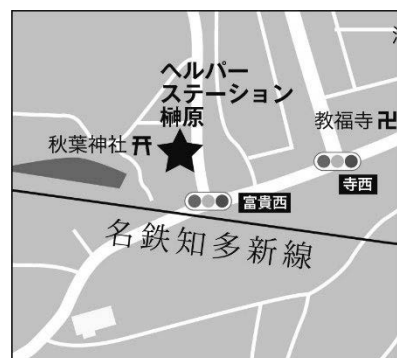 ヘルパー
ステーション
榊原
秋葉神社
教福寺
寺西
富貴西
名鉄知多新線